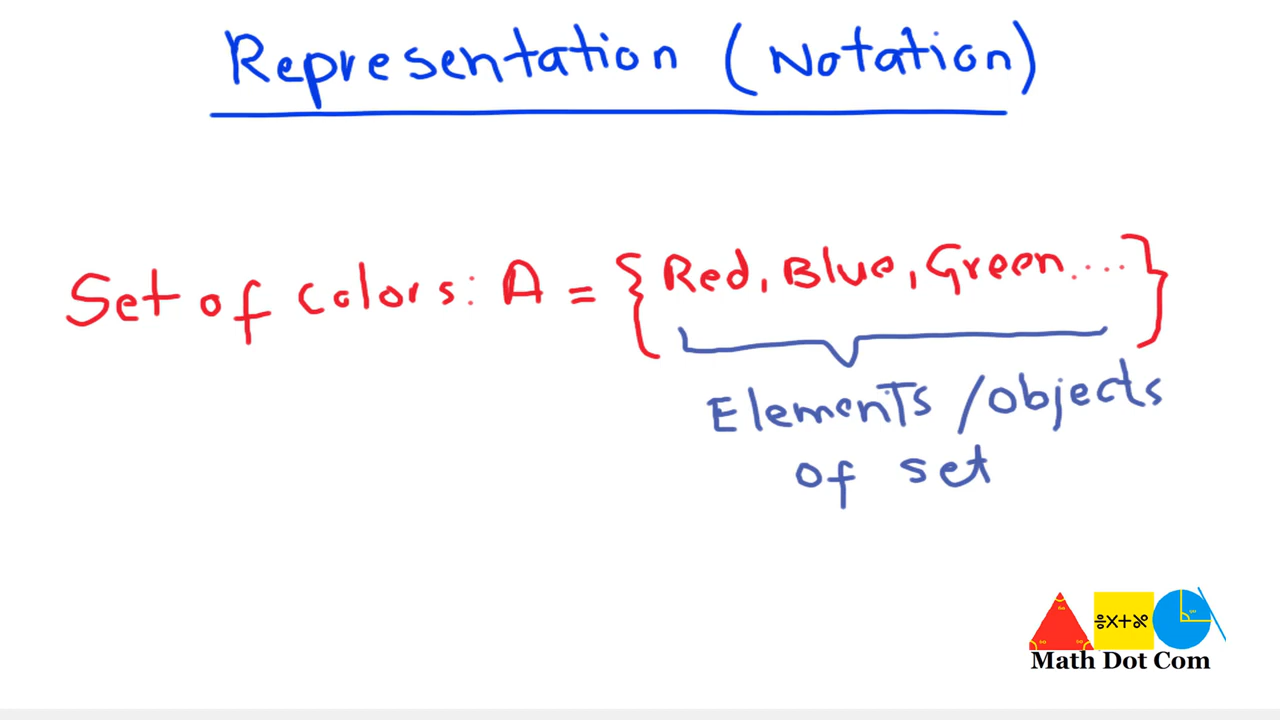 Representation (Notation)
Set of colors: A = {Red, Blue, Green....}
Elements/objects
of set
÷×+%
Math Dot Com